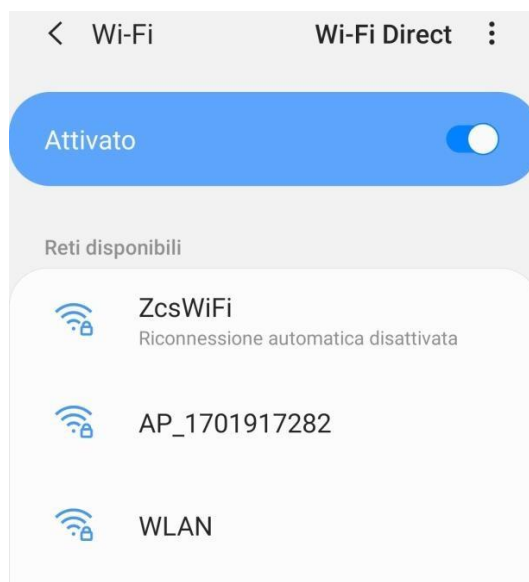 Wi-Fi Wi-Fi Direct
Attivato
Reti disponibili
ZcsWiFi
Riconnessione automatica disattivata
AP_1701917282
WLAN